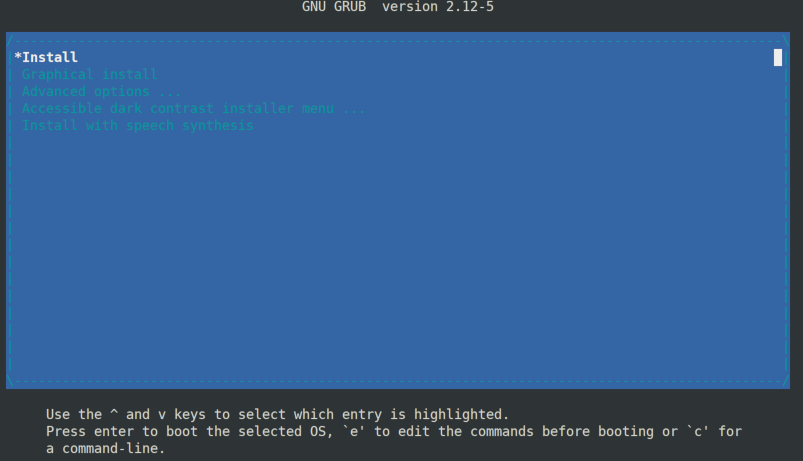 GNU GRUB  version 2.12-5
*Install
Graphical install
Advanced options ...
Accessible dark contrast installer menu ...
Install with speech synthesis
Use the ^ and v keys to select which entry is highlighted.
Press enter to boot the selected OS, `e' to edit the commands before booting or `c' for
a command-line.